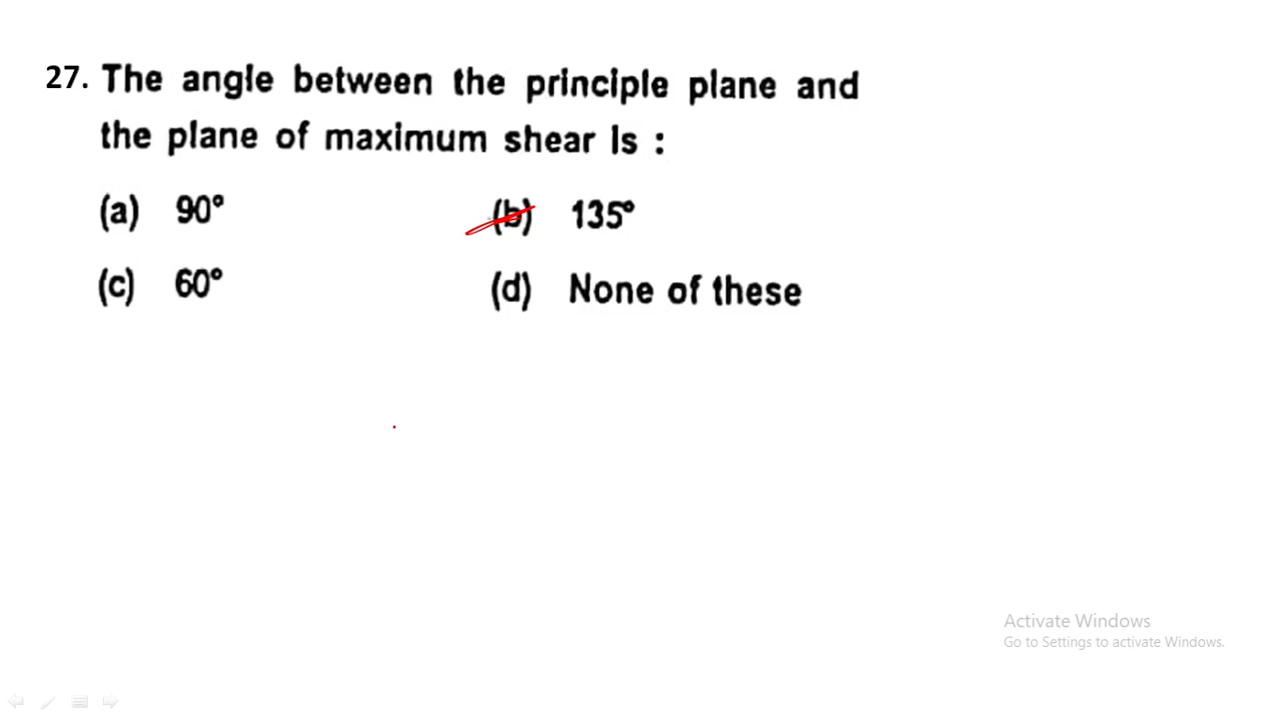 27. The angle between the principle plane and
the plane of maximum shear Is :
(a) 90° (b) 135°
(c) 60° (d) None of these
Activate Windows
Go to Settings to activate Windows.